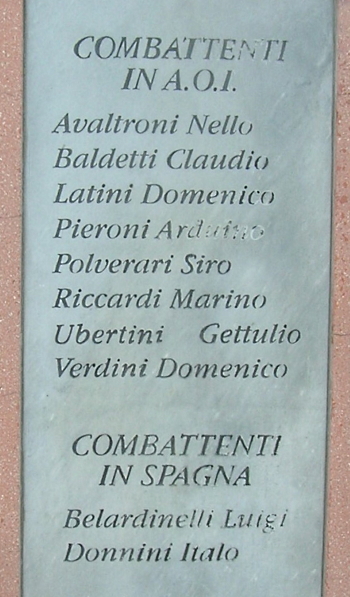 COMBATTENTI
IN A.O.I.
Avaltroni Nello
Baldetti Claudio
Latini Domenico
Pieroni Arduino
Polverari Siro
Riccardi Marino
Ubertini Gettulio
Verdini Domenico
COMBATTENTI
IN SPAGNA
Belardinelli Luigi
Donnini Italo